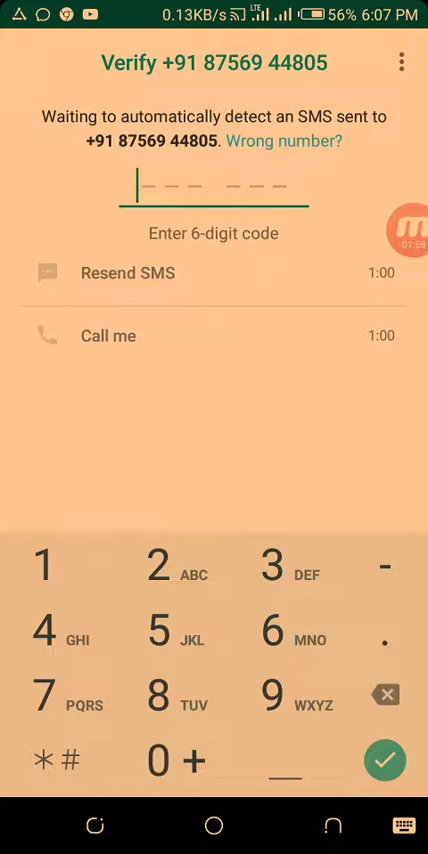 0.13KB/s LTE 56% 6:07 PM
Verify +91 87569 44805
Waiting to automatically detect an SMS sent to
+91 87569 44805. Wrong number?
Enter 6-digit code
01:58
Resend SMS 1:00
Call me 1:00
1 2 ABC 3 DEF -
4 GHI 5 JKL 6 MNO .
7 PQRS 8 TUV 9 WXYZ
*# 0 + _